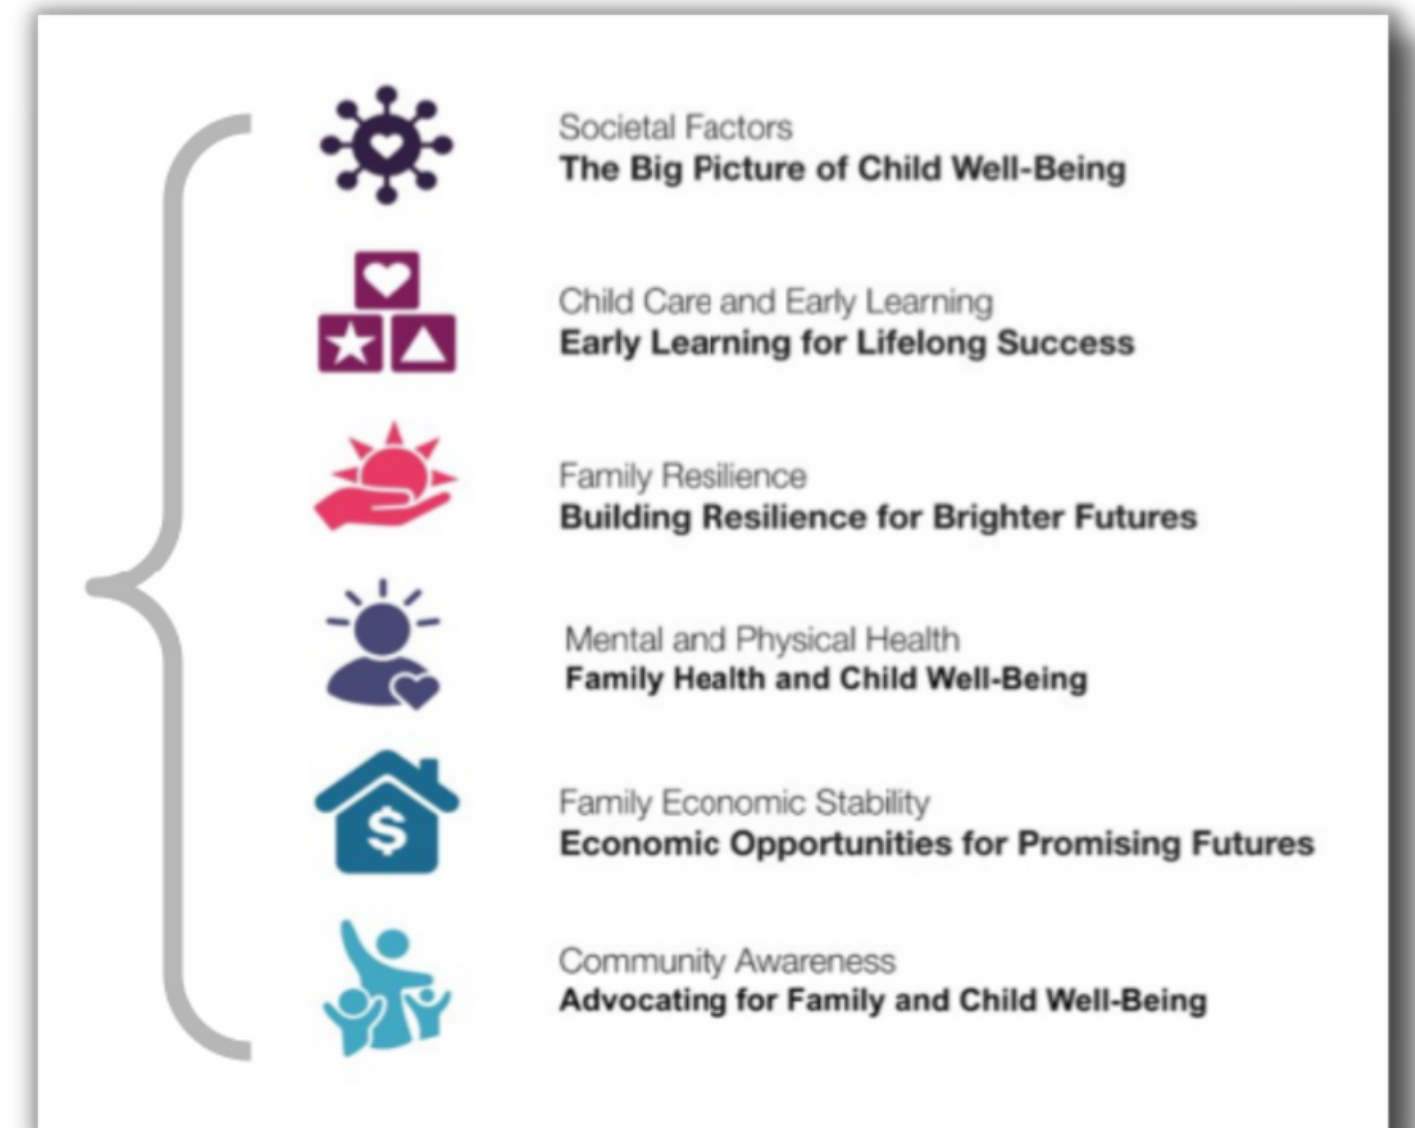 Societal Factors
The Big Picture of Child Well-Being
Child Care and Early Learning
Early Learning for Lifelong Success
Family Resilience
Building Resilience for Brighter Futures
Mental and Physical Health
Family Health and Child Well-Being
$
Family Economic Stability
Economic Opportunities for Promising Futures
Community Awareness
Advocating for Family and Child Well-Being